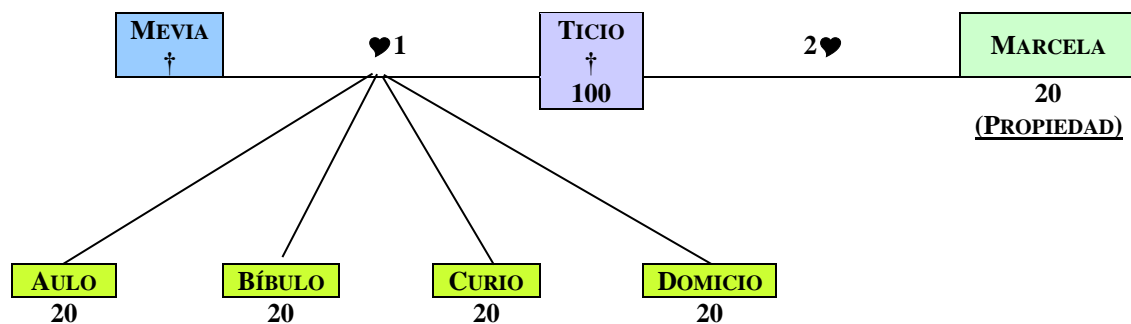 MEVIA
†
♥1
TICIO
†
100
2♥
MARCELA
20
(PROPIEDAD)
AULO
20
BÍBULO
20
CURIO
20
DOMICIO
20